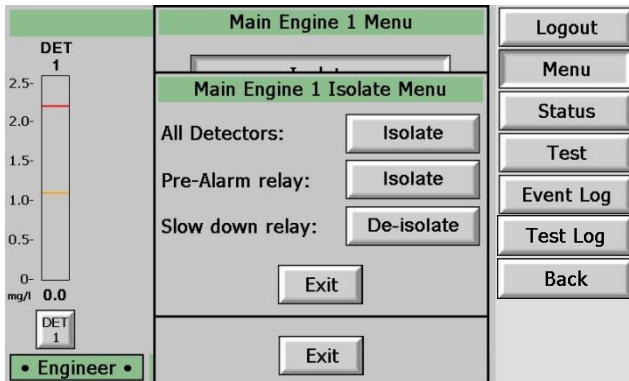 DET
1
2.5-
2.0-
1.5-
1.0-
0.5-
0-
mg/l 0.0
DET
1
• Engineer •
Main Engine 1 Menu
Main Engine 1 Isolate Menu
All Detectors: Isolate
Pre-Alarm relay: Isolate
Slow down relay: De-isolate
Exit
Exit
Logout
Menu
Status
Test
Event Log
Test Log
Back